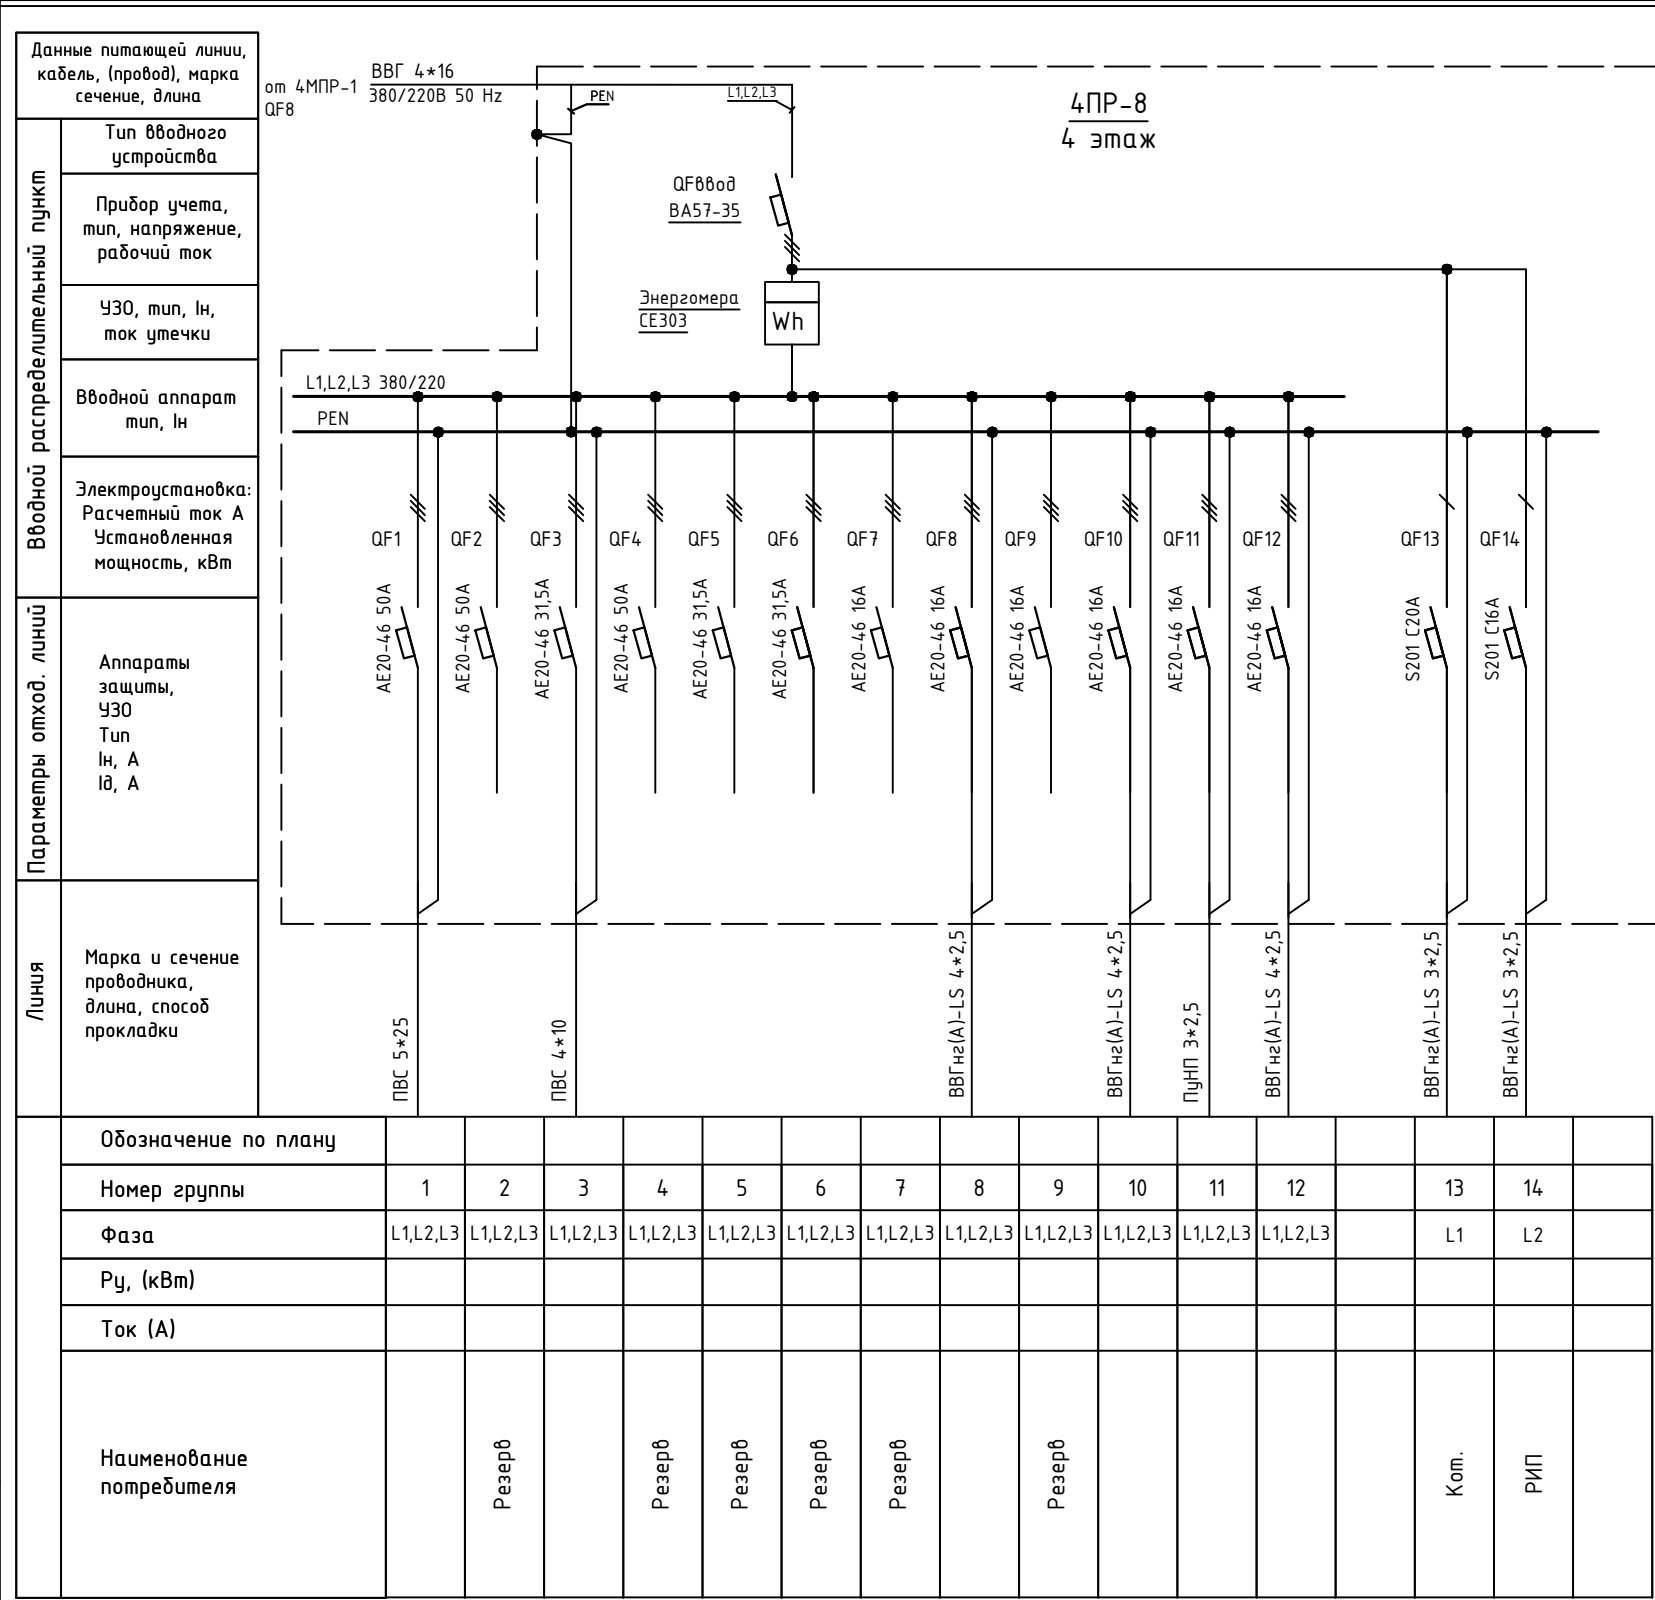 Данные питающей линии,
кабель, (провод), марка
сечение, длина
от 4МПР-1
QF8
ВВГ 4*16
380/220В 50 Hz
PEN
L1,L2,L3
4ПР-8
4 этаж
Вводной распределительный пункт
Тип вводного
устройства
Прибор учета,
тип, напряжение,
рабочий ток
УЗО, тип, Iн,
ток утечки
Вводной аппарат
тип, Iн
Электроустановка:
Расчетный ток А
Установленная
мощность, кВт
QFввод
ВА57-35
Энергомера
СЕ303
Wh
L1,L2,L3 380/220
PEN
QF1
QF2
QF3
QF4
QF5
QF6
QF7
QF8
QF9
QF10
QF11
QF12
QF13
QF14
Параметры отход. линий
Аппараты
защиты,
УЗО
Тип
Iн, А
Iд, А
АЕ20-46 50А
АЕ20-46 50А
АЕ20-46 31,5А
АЕ20-46 50А
АЕ20-46 31,5А
АЕ20-46 31,5А
АЕ20-46 16А
АЕ20-46 16А
АЕ20-46 16А
АЕ20-46 16А
АЕ20-46 16А
АЕ20-46 16А
S201 C20A
S201 C16A
Линия
Марка и сечение
проводника,
длина, способ
прокладки
ПВС 5*25
ПВС 4*10
ВВГнг(А)-LS 4*2,5
ВВГнг(А)-LS 4*2,5
ПуНП 3*2,5
ВВГнг(А)-LS 4*2,5
ВВГнг(А)-LS 3*2,5
ВВГнг(А)-LS 3*2,5
Обозначение по плану
Номер группы 1 2 3 4 5 6 7 8 9 10 11 12 13 14
Фаза L1,L2,L3 L1,L2,L3 L1,L2,L3 L1,L2,L3 L1,L2,L3 L1,L2,L3 L1,L2,L3 L1,L2,L3 L1,L2,L3 L1,L2,L3 L1,L2,L3 L1,L2,L3 L1 L2
Ру, (кВт)
Ток (А)
Наименование
потребителя
Резерв
Резерв
Резерв
Резерв
Резерв
Резерв
Кот.
РИП